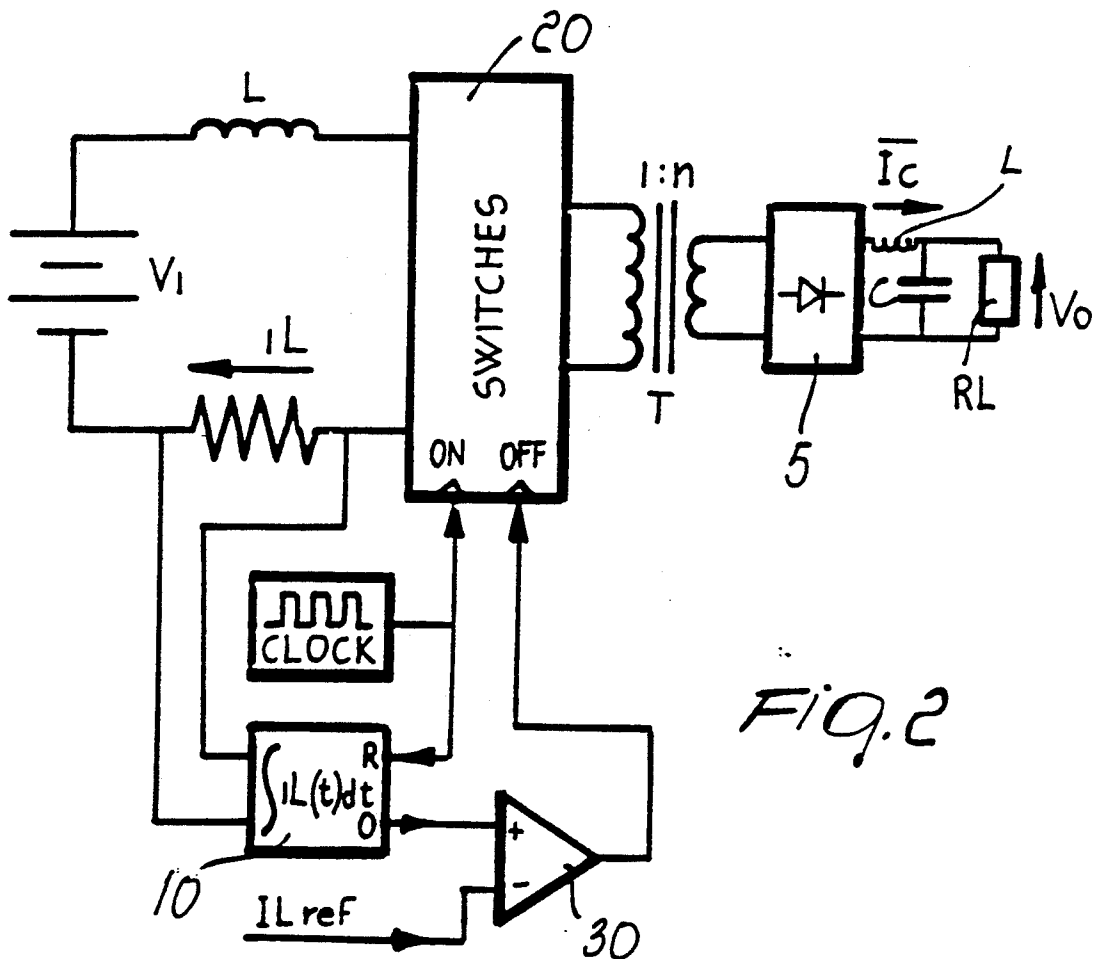 20
L
SWITCHES
1:n
Ic
L
V1
C
Vo
iL
T
RL
5
ON OFF
CLOCK
R
∫iL(t)dt
O
+
-
10
30
ILref
Fig.2